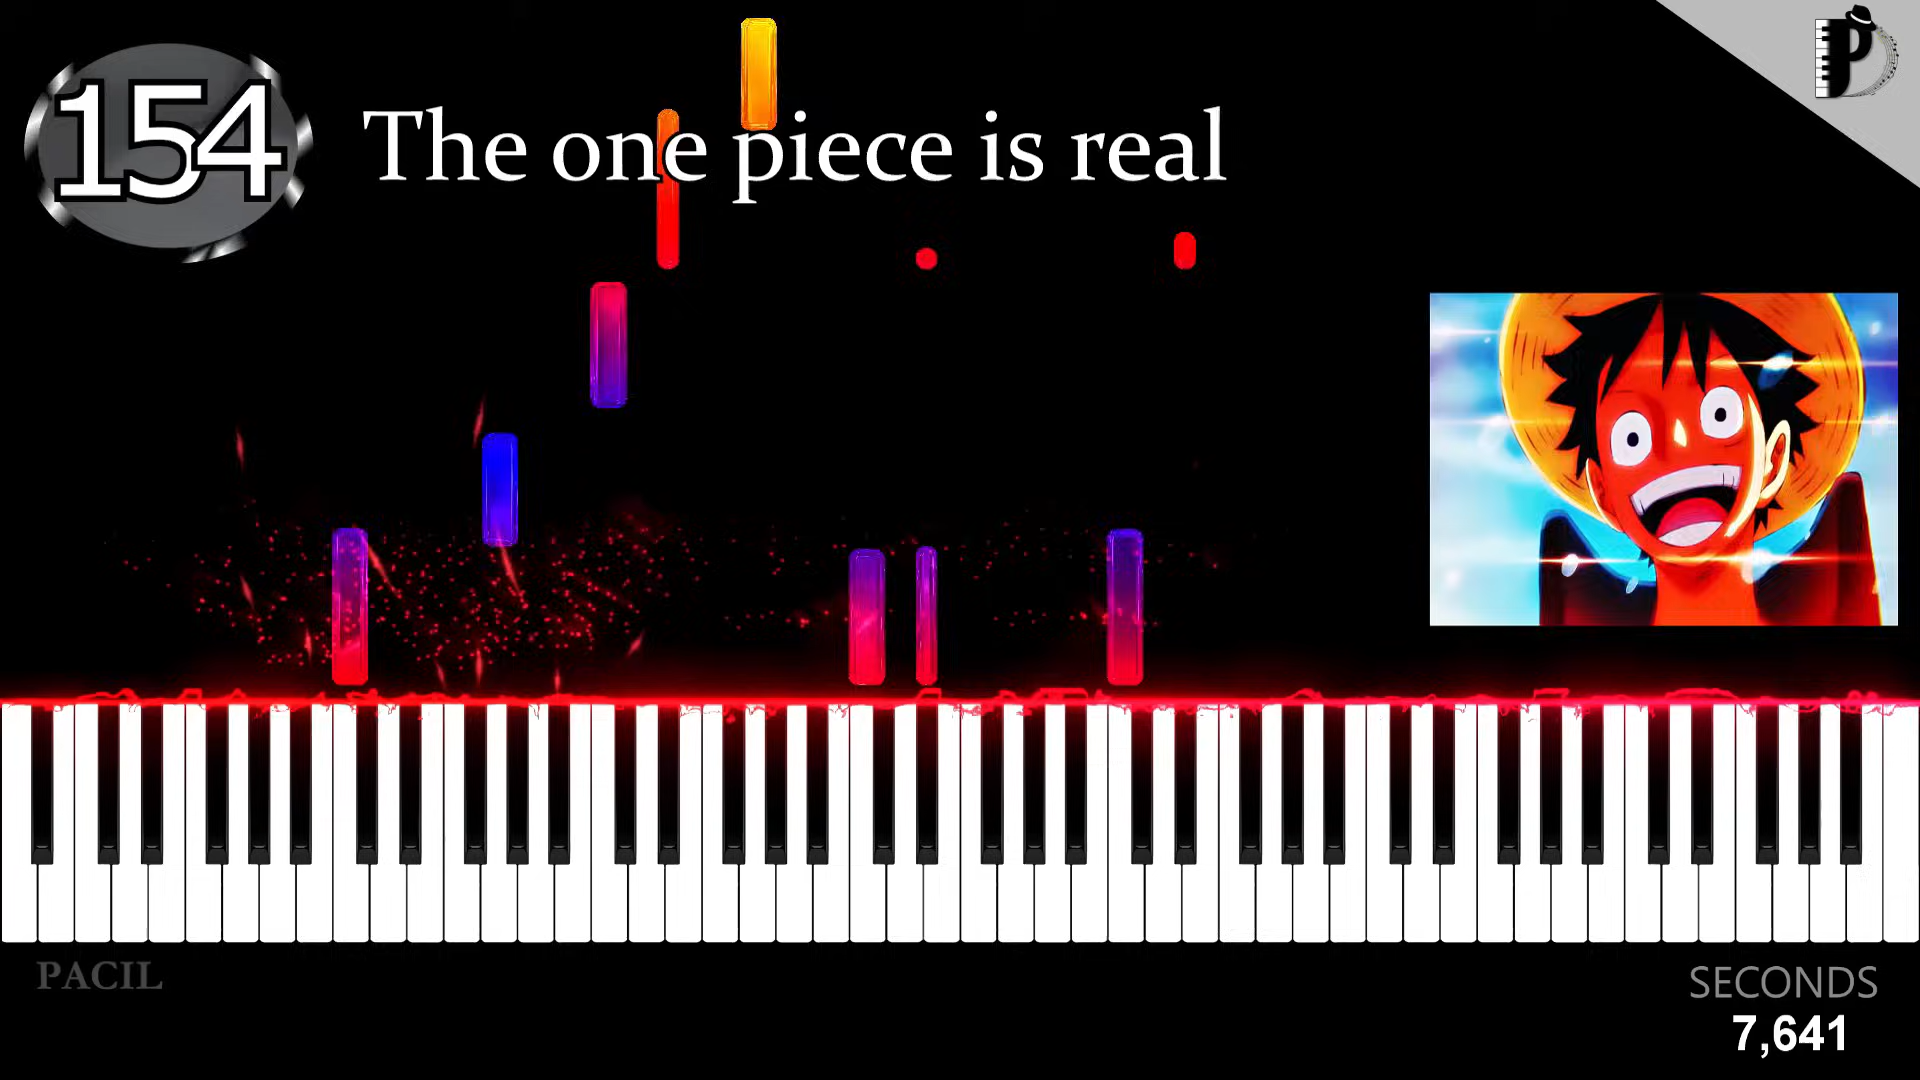 154
The one piece is real
P
PACIL
SECONDS
7,641